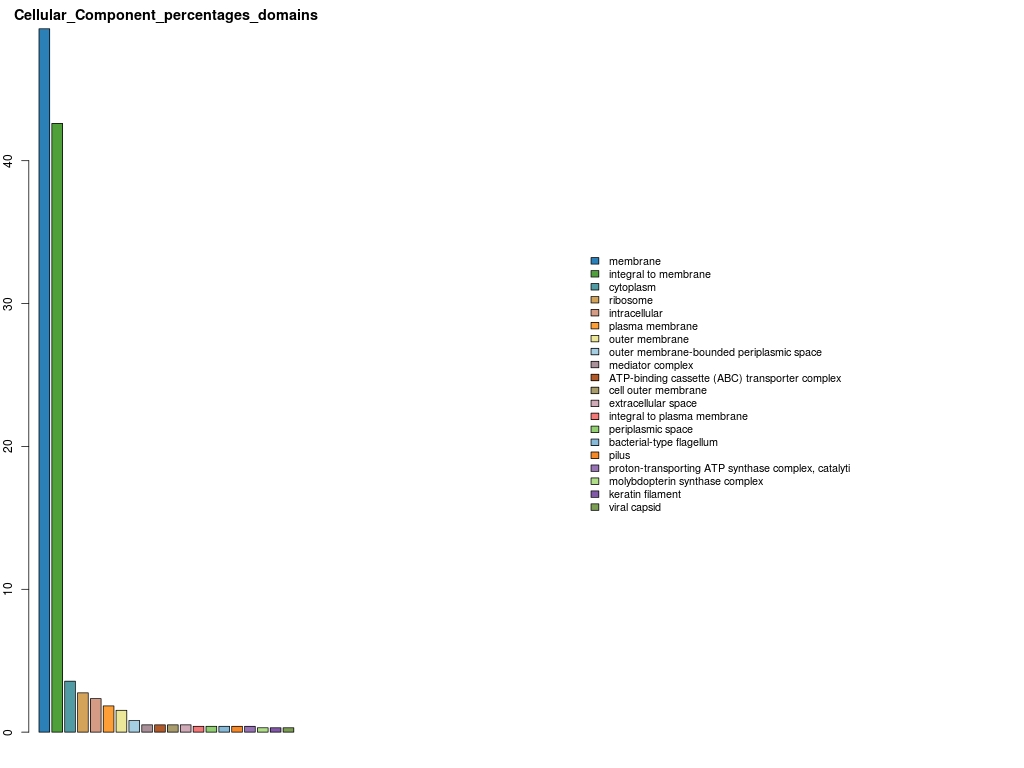 Cellular_Component_percentages_domains
40
30
20
10
0
membrane
integral to membrane
cytoplasm
ribosome
intracellular
plasma membrane
outer membrane
outer membrane-bounded periplasmic space
mediator complex
ATP-binding cassette (ABC) transporter complex
cell outer membrane
extracellular space
integral to plasma membrane
periplasmic space
bacterial-type flagellum
pilus
proton-transporting ATP synthase complex, catalyti
molybdopterin synthase complex
keratin filament
viral capsid